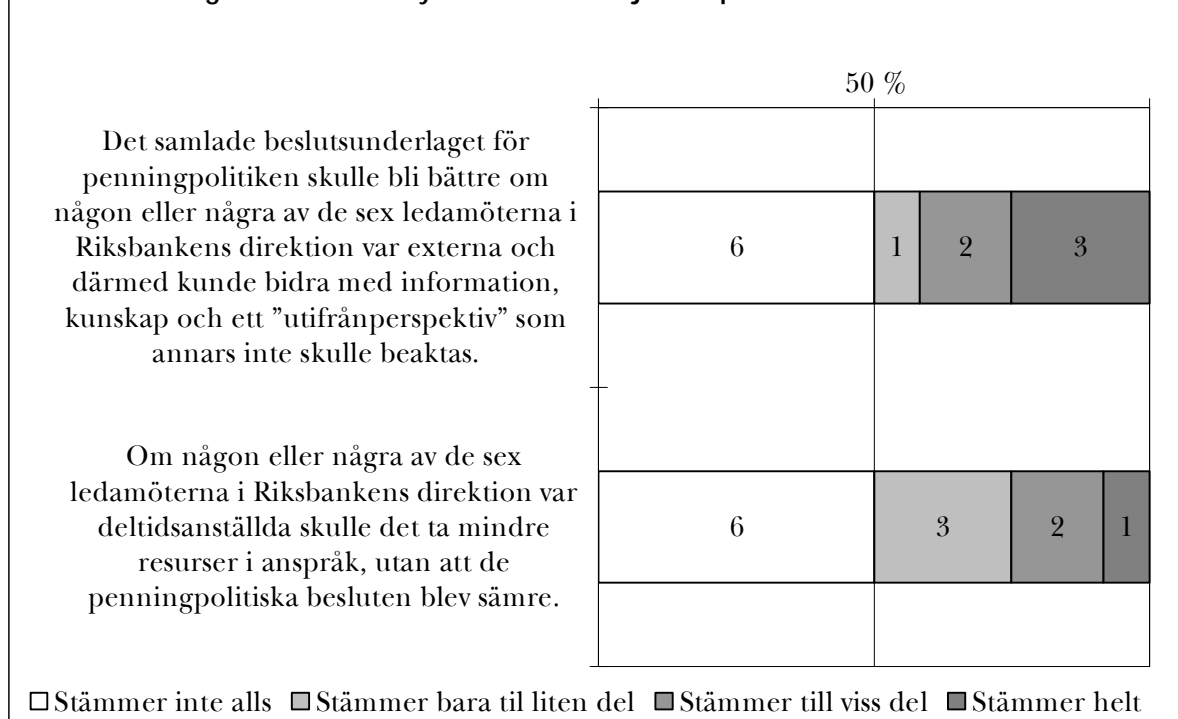 50 %
Det samlade beslutsunderlaget för
penningpolitiken skulle bli bättre om
någon eller några av de sex ledamöterna i
Riksbankens direktion var externa och
därmed kunde bidra med information,
kunskap och ett ”utifrånperspektiv” som
annars inte skulle beaktas.
6 1 2 3
Om någon eller några av de sex
ledamöterna i Riksbankens direktion var
deltidsanställda skulle det ta mindre
resurser i anspråk, utan att de
penningpolitiska besluten blev sämre.
6 3 2 1
Stämmer inte alls Stämmer bara til liten del Stämmer till viss del Stämmer helt